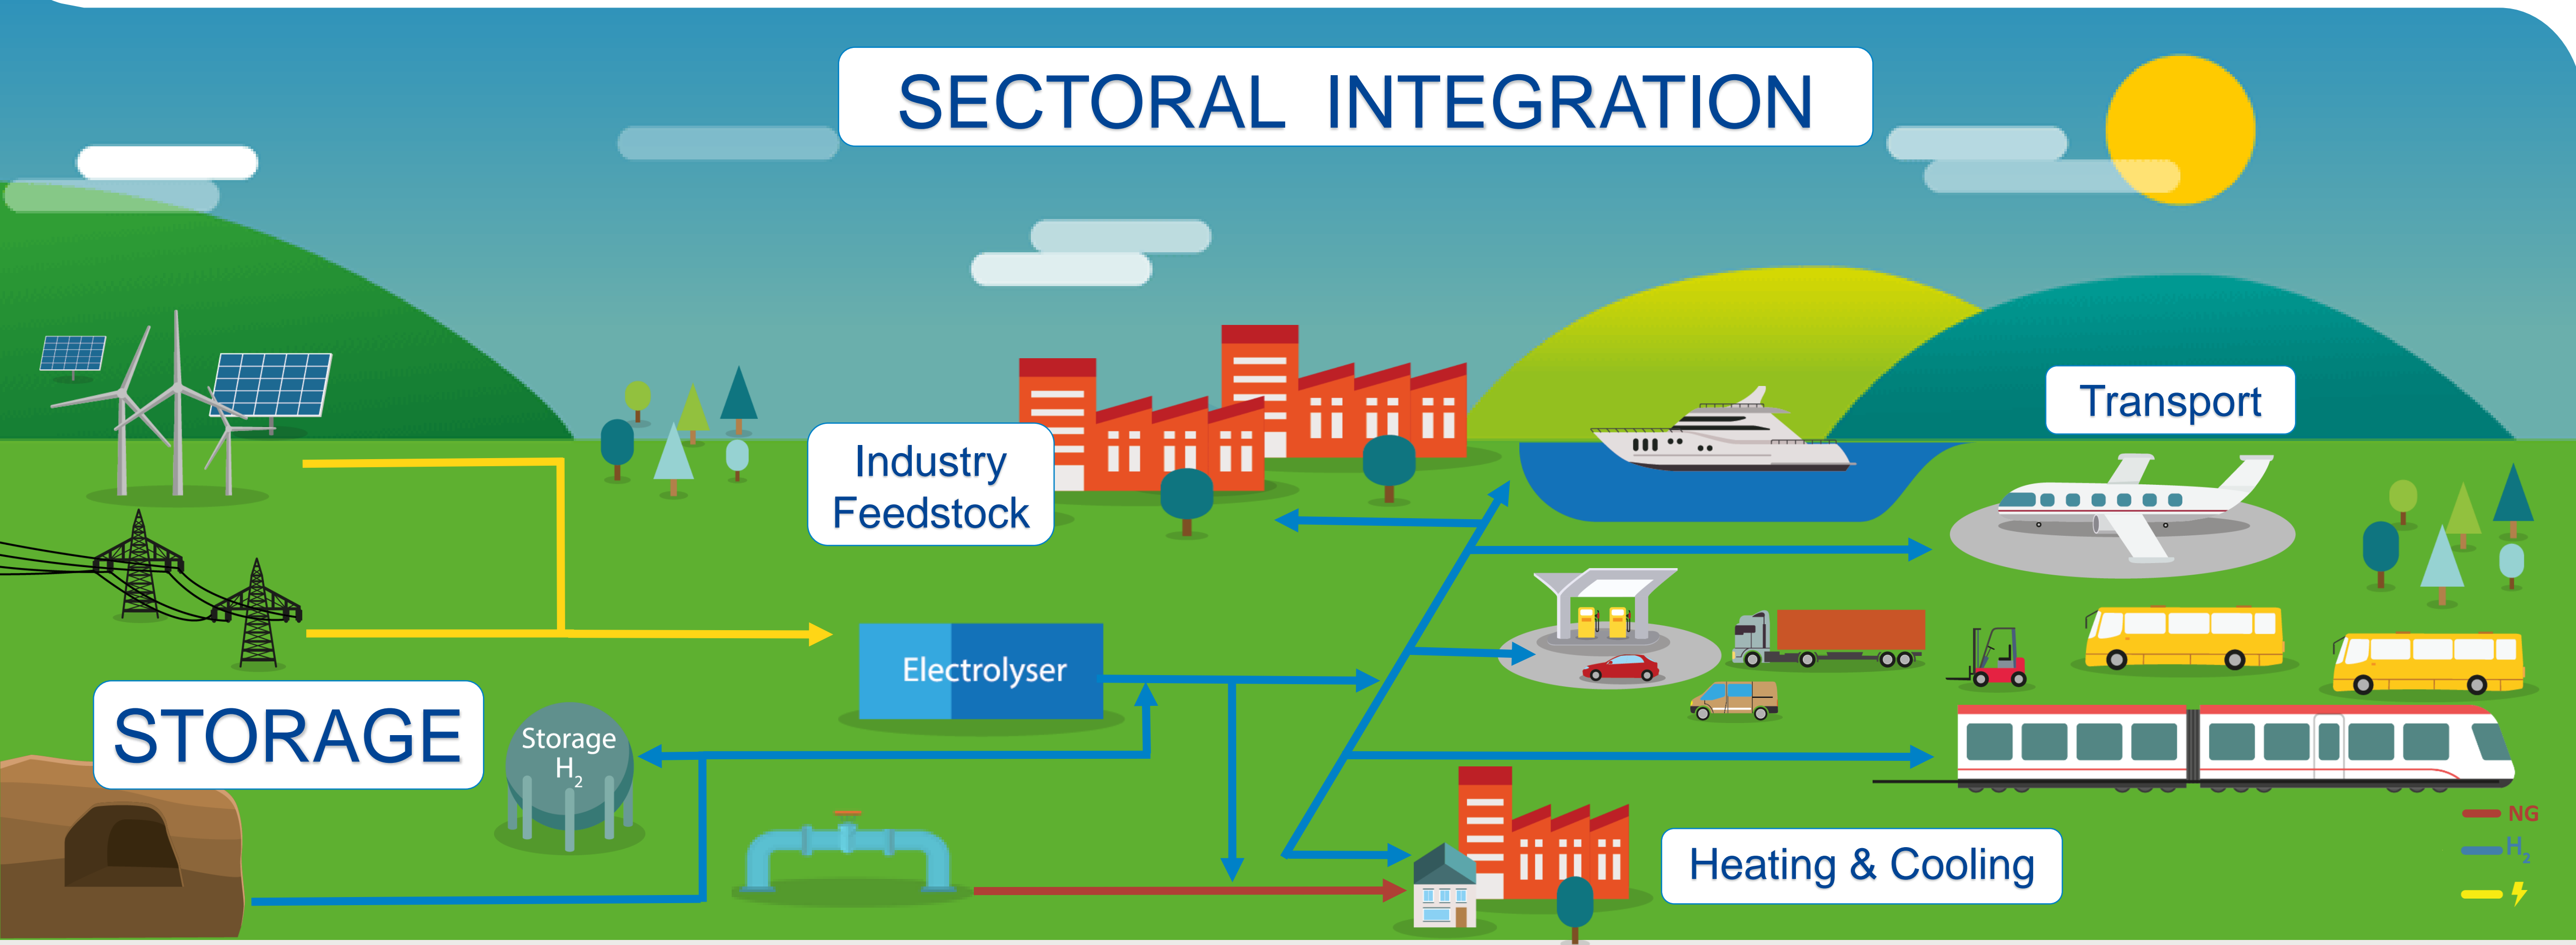 SECTORAL INTEGRATION
Transport
Industry
Feedstock
Electrolyser
STORAGE
Storage
H₂
Heating & Cooling
NG
H₂